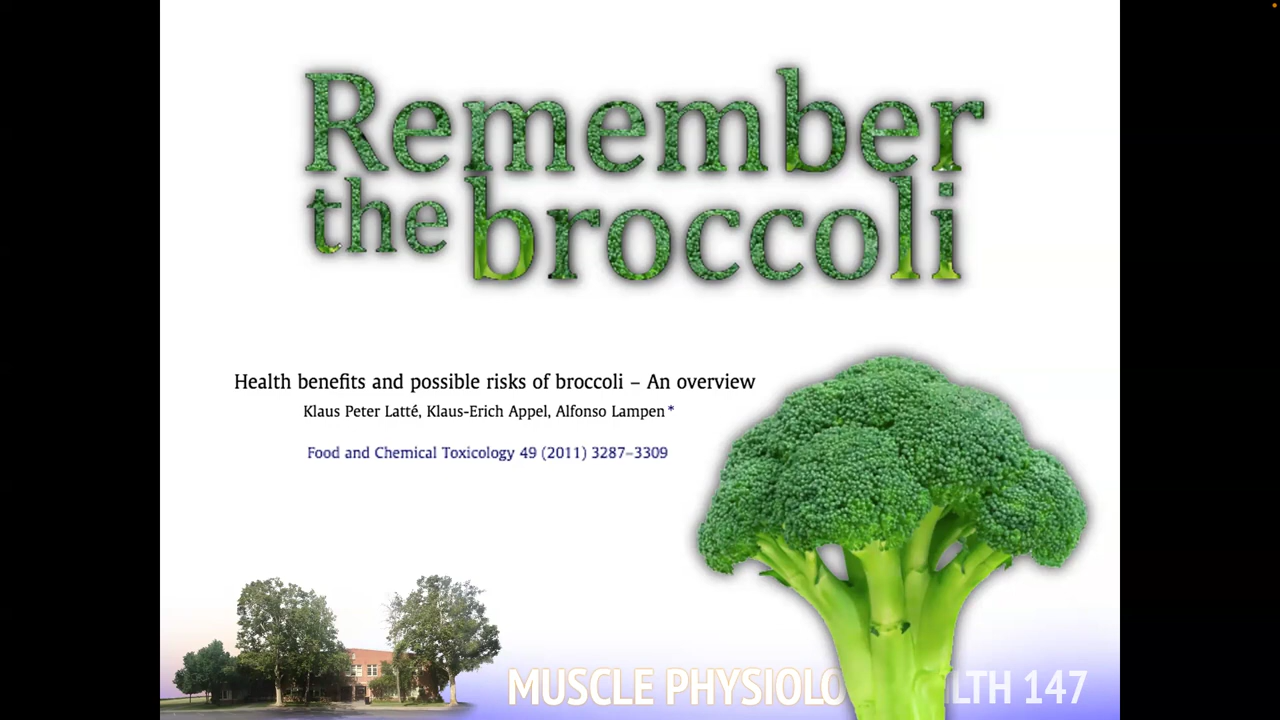 Remember
the broccoli
Health benefits and possible risks of broccoli – An overview
Klaus Peter Latté, Klaus-Erich Appel, Alfonso Lampen *
Food and Chemical Toxicology 49 (2011) 3287–3309
MUSCLE PHYSIOLO LTH 147